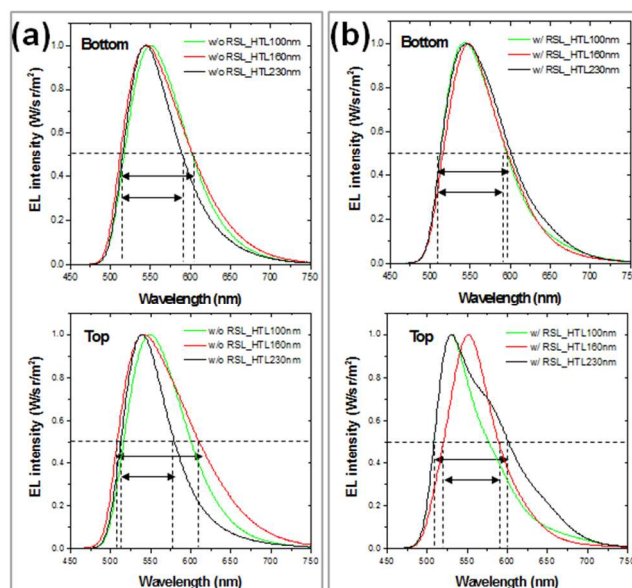 (a)
Bottom
w/o RSL_HTL100nm
w/o RSL_HTL160nm
w/o RSL_HTL230nm
EL intensity (W/sr/m²)
1.0
0.8
0.6
0.4
0.2
0.0
450 500 550 600 650 700 750
Wavelength (nm)
Top
w/o RSL_HTL100nm
w/o RSL_HTL160nm
w/o RSL_HTL230nm
EL intensity (W/sr/m²)
1.0
0.8
0.6
0.4
0.2
0.0
450 500 550 600 650 700 750
Wavelength (nm)
(b)
Bottom
w/ RSL_HTL100nm
w/ RSL_HTL160nm
w/ RSL_HTL230nm
EL intensity (W/sr/m²)
1.0
0.8
0.6
0.4
0.2
0.0
450 500 550 600 650 700 750
Wavelength (nm)
Top
w/ RSL_HTL100nm
w/ RSL_HTL160nm
w/ RSL_HTL230nm
EL intensity (W/sr/m²)
1.0
0.8
0.6
0.4
0.2
0.0
450 500 550 600 650 700 750
Wavelength (nm)